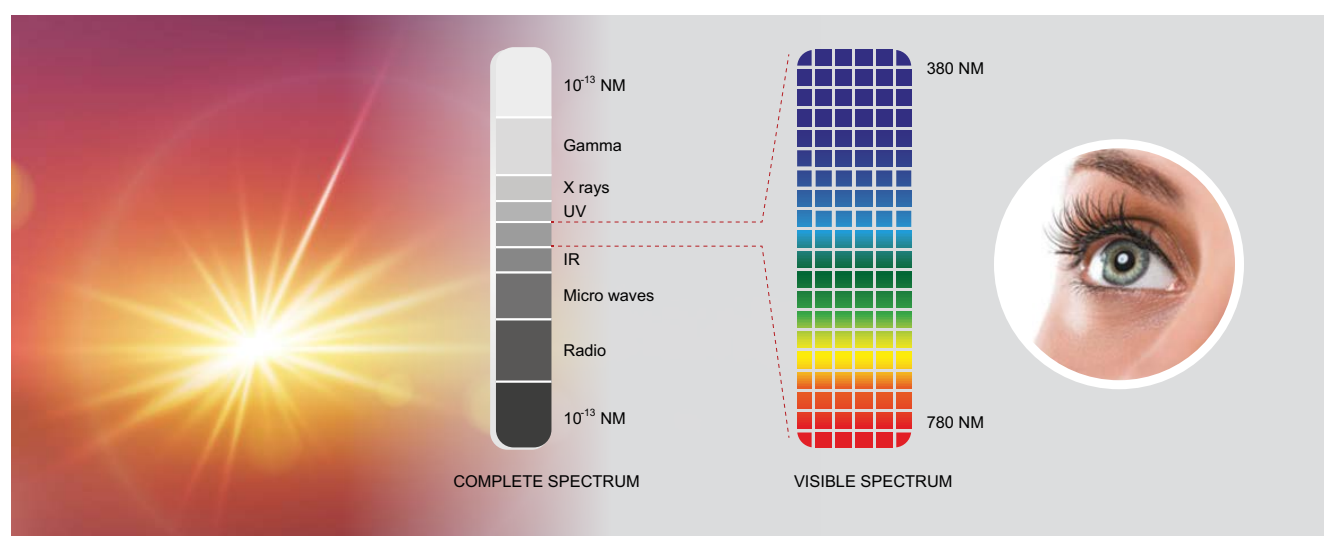 10⁻¹³ NM
Gamma
X rays
UV
IR
Micro waves
Radio
10⁻¹³ NM
COMPLETE SPECTRUM
380 NM
780 NM
VISIBLE SPECTRUM